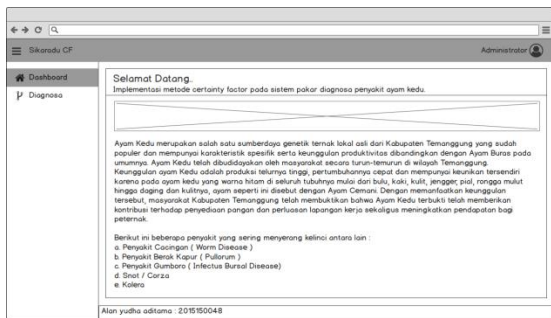 Sikaradu CF
Administrator
Dashboard
Diagnosa
Selamat Datang..
Implementasi metode certainty factor pada sistem pakar diagnosa penyakit ayam kedu.
Ayam Kedu merupakan salah satu sumberdaya genetik ternak lokal asli dari Kabupaten Temanggung yang sudah
populer dan mempunyai karakteristik spesifik serta keunggulan produktivitas dibandingkan dengan Ayam Buras pada
umumnya. Ayam Kedu telah dibudidayakan oleh masyarakat secara turun-temurun di wilayah Temanggung.
Keunggulan ayam Kedu adalah produksi telurnya tinggi, pertumbuhannya cepat dan mempunyai keunikan tersendiri
karena pada ayam kedu yang warna hitam di seluruh tubuhnya mulai dari bulu, kaki, kulit, jengger, pial, rongga mulut
hingga daging dan kulitnya, ayam seperti ini disebut dengan Ayam Cemani. Dengan memanfaatkan keunggulan
tersebut, masyarakat Kabupaten Temanggung telah membuktikan bahwa Ayam Kedu terbukti telah memberikan
kontribusi terhadap penyediaan pangan dan perluasan lapangan kerja sekaligus meningkatkan pendapatan bagi
peternak.
Berikut ini beberapa penyakit yang sering menyerang kelinci antara lain :
a. Penyakit Cacingan ( Worm Disease )
b. Penyakit Berak Kapur ( Pullorum )
c. Penyakit Gumboro ( Infectus Bursal Disease)
d. Snot / Corza
e. Kolera
Alan yudha aditama : 2015150048